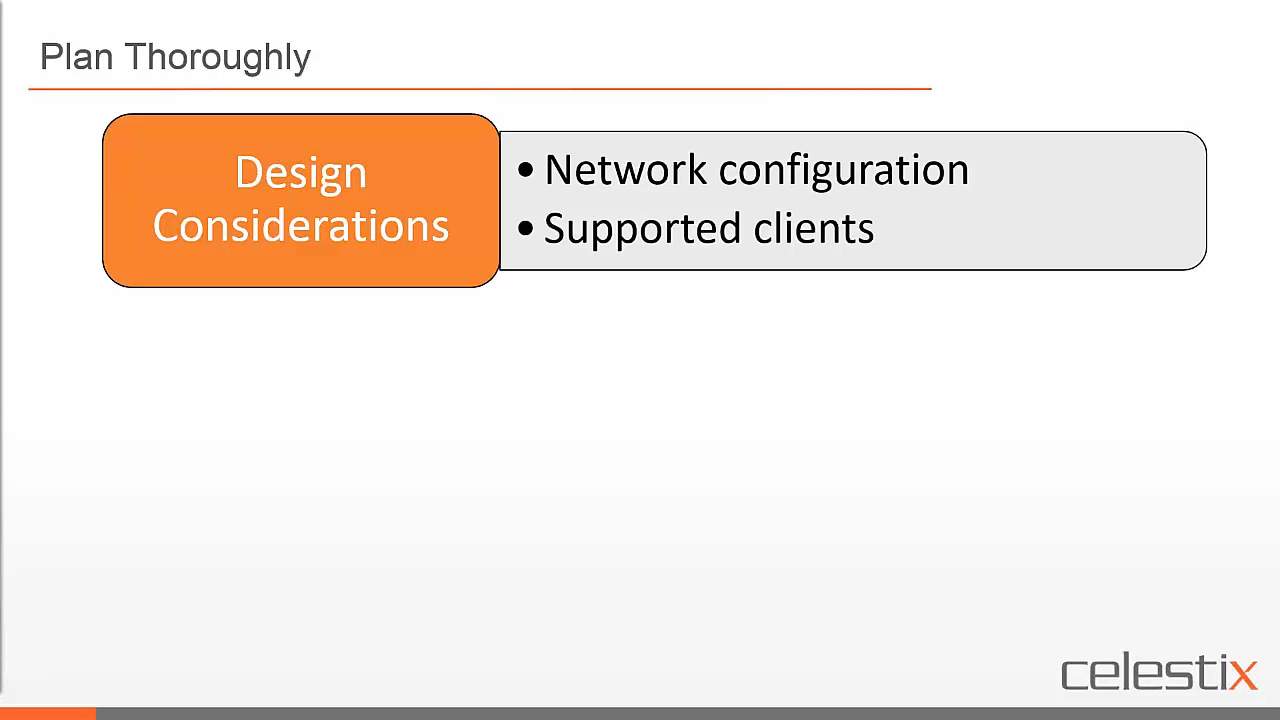 Plan Thoroughly
Design
Considerations
• Network configuration
• Supported clients
celestix